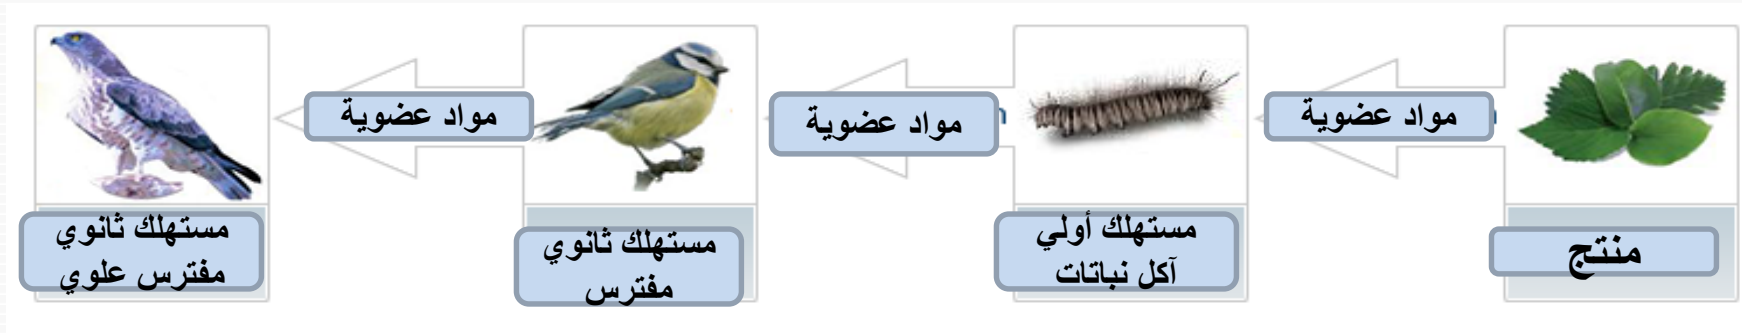 منتج
مواد عضوية
مستهلك أولي
آكل نباتات
مواد عضوية
مستهلك ثانوي
مفترس
مواد عضوية
مستهلك ثانوي
مفترس علوي